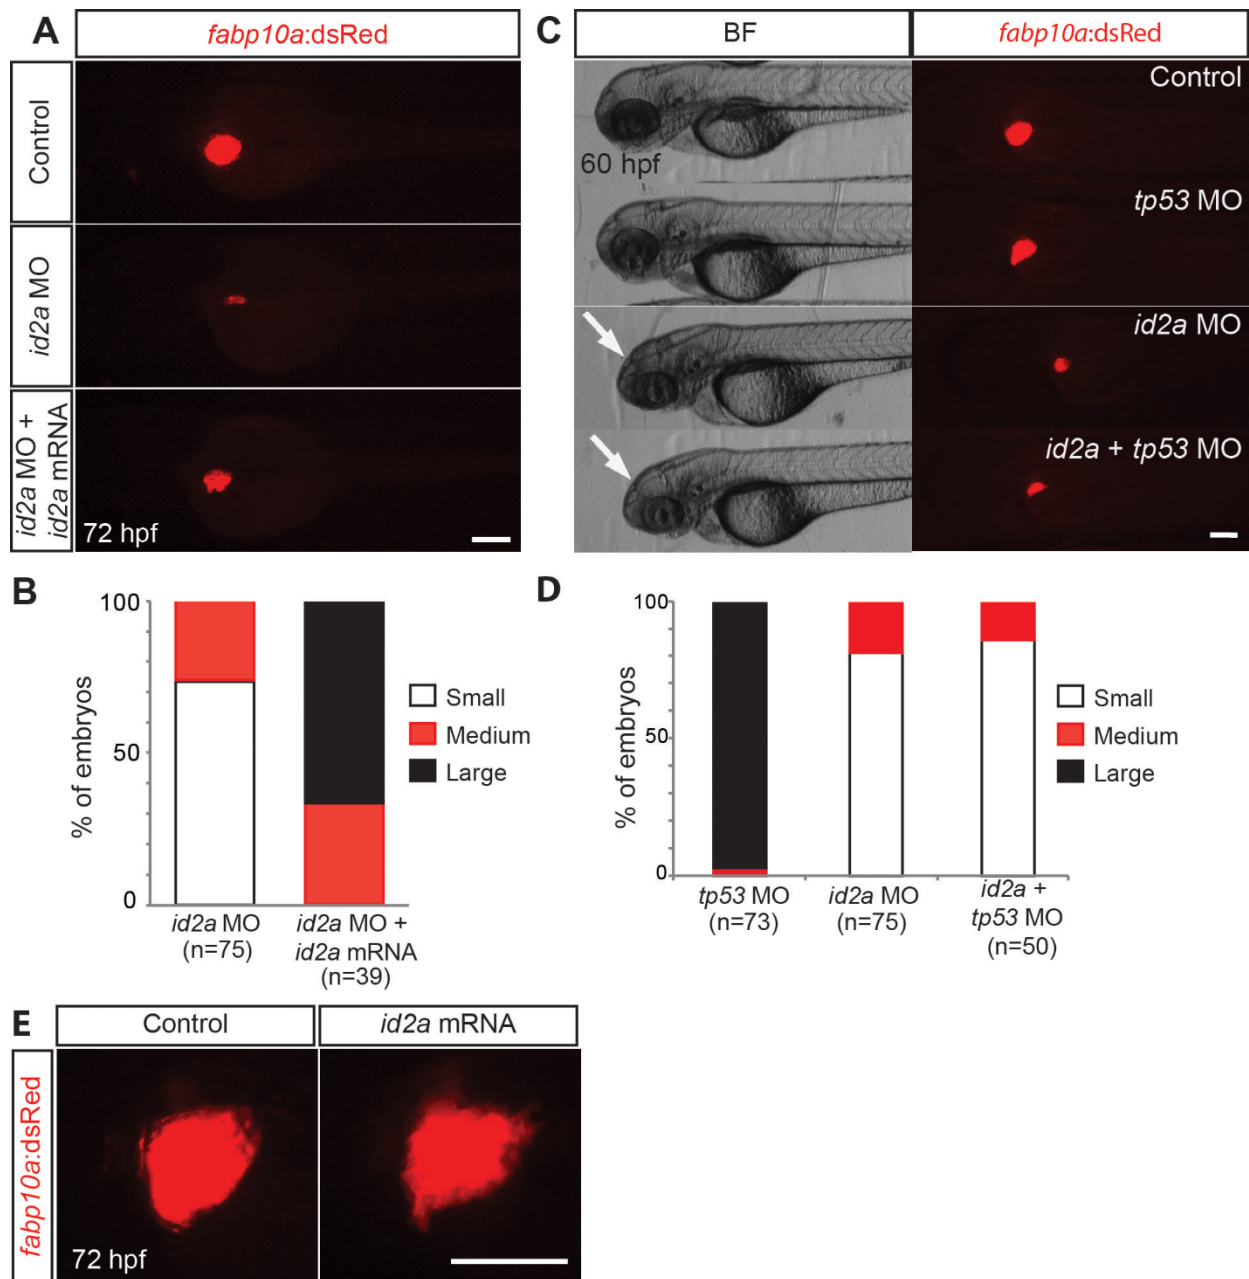 A
fabp10a:dsRed
Control
id2a MO
id2a MO +
id2a mRNA
72 hpf
C
BF
fabp10a:dsRed
60 hpf
Control
tp53 MO
id2a MO
id2a + tp53 MO
B
% of embryos
100
50
0
id2a MO
(n=75)
id2a MO +
id2a mRNA
(n=39)
Small
Medium
Large
D
% of embryos
100
50
0
tp53 MO
(n=73)
id2a MO
(n=75)
id2a +
tp53 MO
(n=50)
Small
Medium
Large
E
Control
id2a mRNA
fabp10a:dsRed
72 hpf